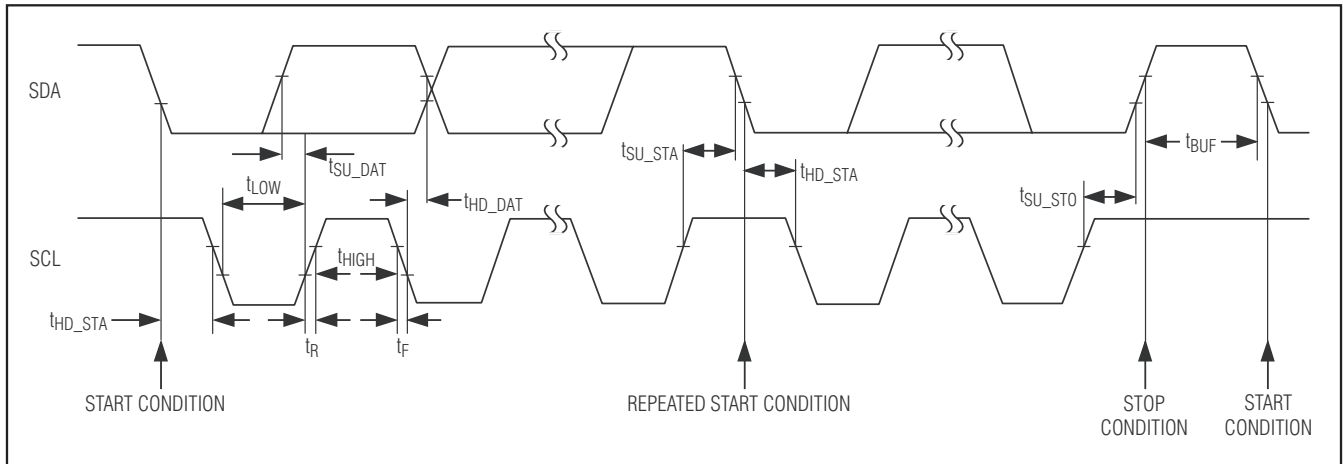 SDA
tSU_DAT
tLOW
tHD_DAT
tSU_STA
tHD_STA
tBUF
tSU_STO
SCL
tHIGH
tHD_STA
tR
tF
START CONDITION
REPEATED START CONDITION
STOP
CONDITION
START
CONDITION